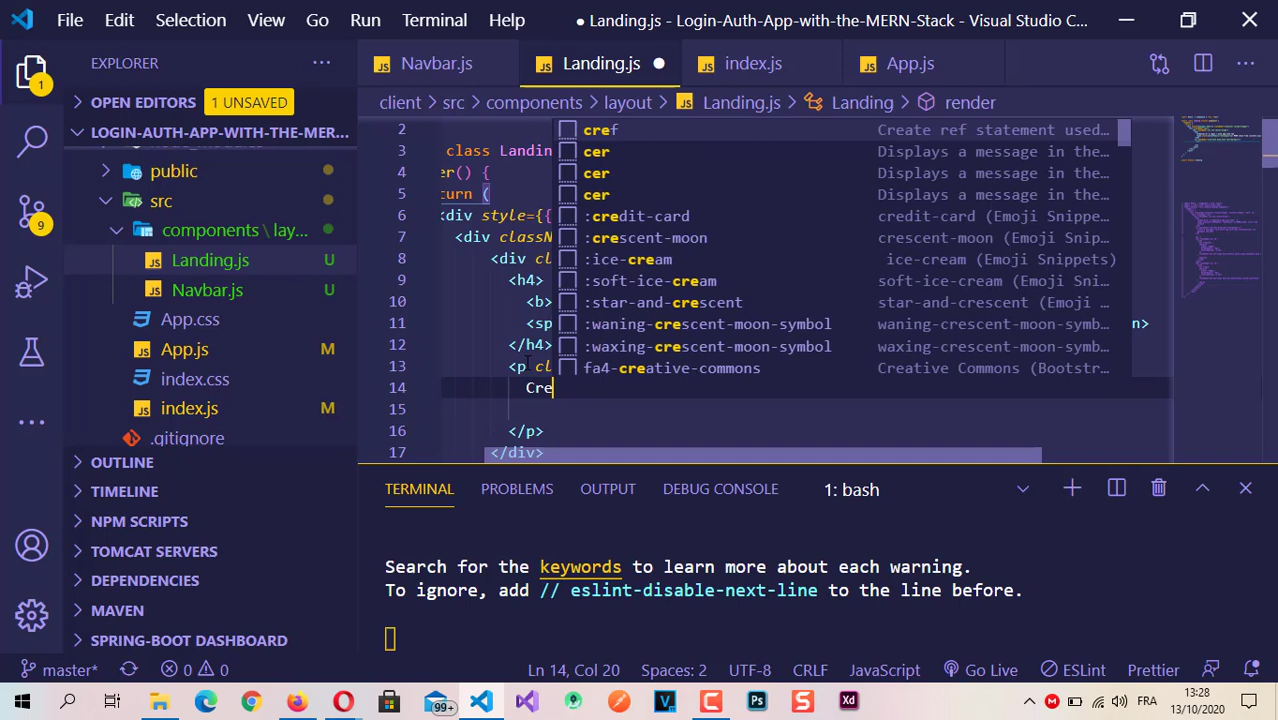 File Edit Selection View Go Run Terminal Help ● Landing.js - Login-Auth-App-with-the-MERN-Stack - Visual Studio C...
EXPLORER ...
1
OPEN EDITORS 1 UNSAVED
LOGIN-AUTH-APP-WITH-THE-MER...
public
src
components \ lay...
Landing.js U
Navbar.js U
App.css
App.js M
index.css
index.js M
.gitignore
OUTLINE
TIMELINE
NPM SCRIPTS
TOMCAT SERVERS
DEPENDENCIES
MAVEN
SPRING-BOOT DASHBOARD
9
JS Navbar.js JS Landing.js ● JS index.js JS App.js
client > src > components > layout > JS Landing.js > Landing > render
2
3 class Landin
4 er() {
5 turn (
6 <div style={{
7 <div classN
8 <div cl
9 <h4>
10 <b>
11 <sp n>
12 </h4>
13 <p cl
14 Cre
15
16 </p>
17 </div>
cref Creates a statement used...
cer Displays a message in the...
cer Displays a message in the...
cer Displays a message in the...
:credit-card credit-card (Emoji Snippe...
:crescent-moon crescent-moon (Emoji Snip...
:ice-cream ice-cream (Emoji Snippets)
:soft-ice-cream soft-ice-cream (Emoji Sni...
:star-and-crescent star-and-crescent (Emoji ...
:waning-crescent-moon-symbol waning-crescent-moon-symb...
:waxing-crescent-moon-symbol waxing-crescent-moon-symb...
fa4-creative-commons Creative Commons (Bootstr...
TERMINAL PROBLEMS OUTPUT DEBUG CONSOLE 1: bash
Search for the keywords to learn more about each warning.
To ignore, add // eslint-disable-next-line to the line before.
master* 0 0 Ln 14, Col 20 Spaces: 2 UTF-8 CRLF JavaScript Go Live ESLint Prettier
99+ FRA 13:28
13/10/2020